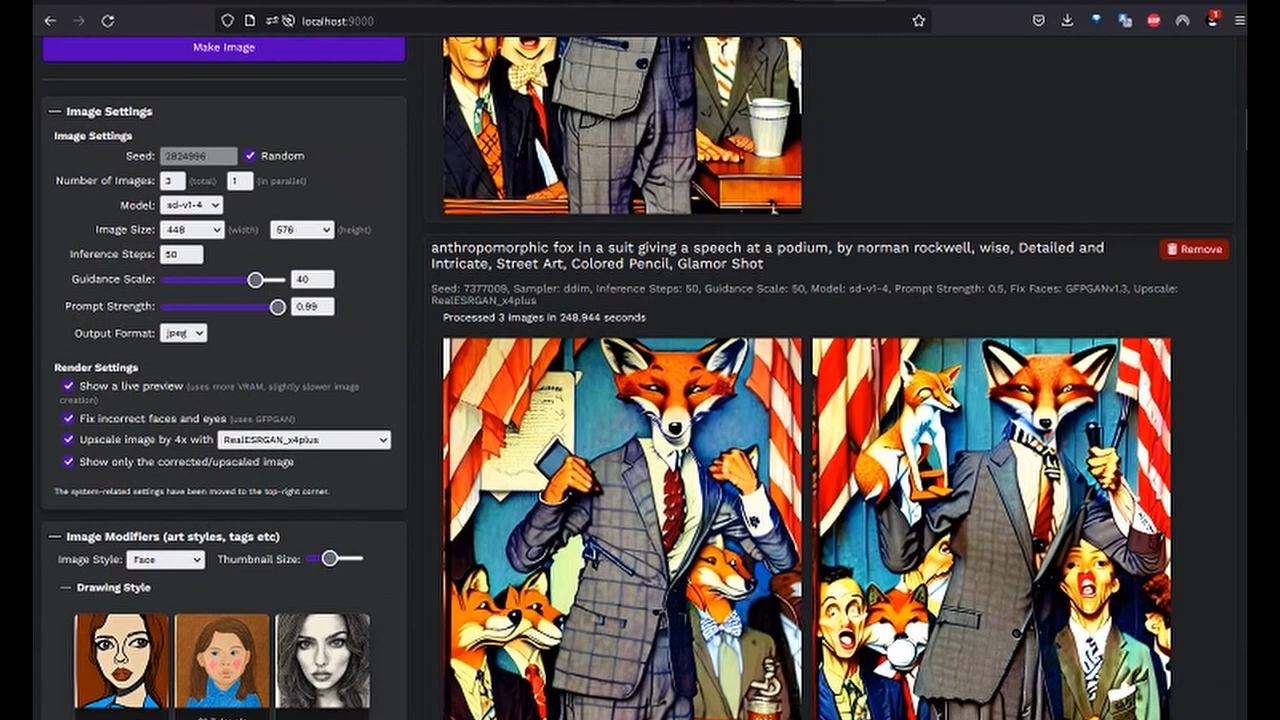 localhost:9000
1
Make Image
Image Settings
Image Settings
Seed: 2824996 Random
Number of Images: 3 (total) 1 (in parallel)
Model: sd-v1-4
Image Size: 448 (width) 576 (height)
Inference Steps: 50
Guidance Scale: 40
Prompt Strength: 0.99
Output Format: jpeg
Render Settings
Show a live preview (uses more VRAM, slightly slower image
creation)
Fix incorrect faces and eyes (uses GFPGAN)
Upscale image by 4x with RealESRGAN_x4plus
Show only the corrected/upscaled image
The system-related settings have been moved to the top-right corner.
Image Modifiers (art styles, tags etc)
Image Style: Face Thumbnail Size:
Drawing Style
anthropomorphic fox in a suit giving a speech at a podium, by norman rockwell, wise, Detailed and
Intricate, Street Art, Colored Pencil, Glamor Shot
Remove
Seed: 7377009, Sampler: ddim, Inference Steps: 50, Guidance Scale: 50, Model: sd-v1-4, Prompt Strength: 0.5, Fix Faces: GFPGANv1.3, Upscale:
RealESRGAN_x4plus
Processed 3 images in 248.944 seconds